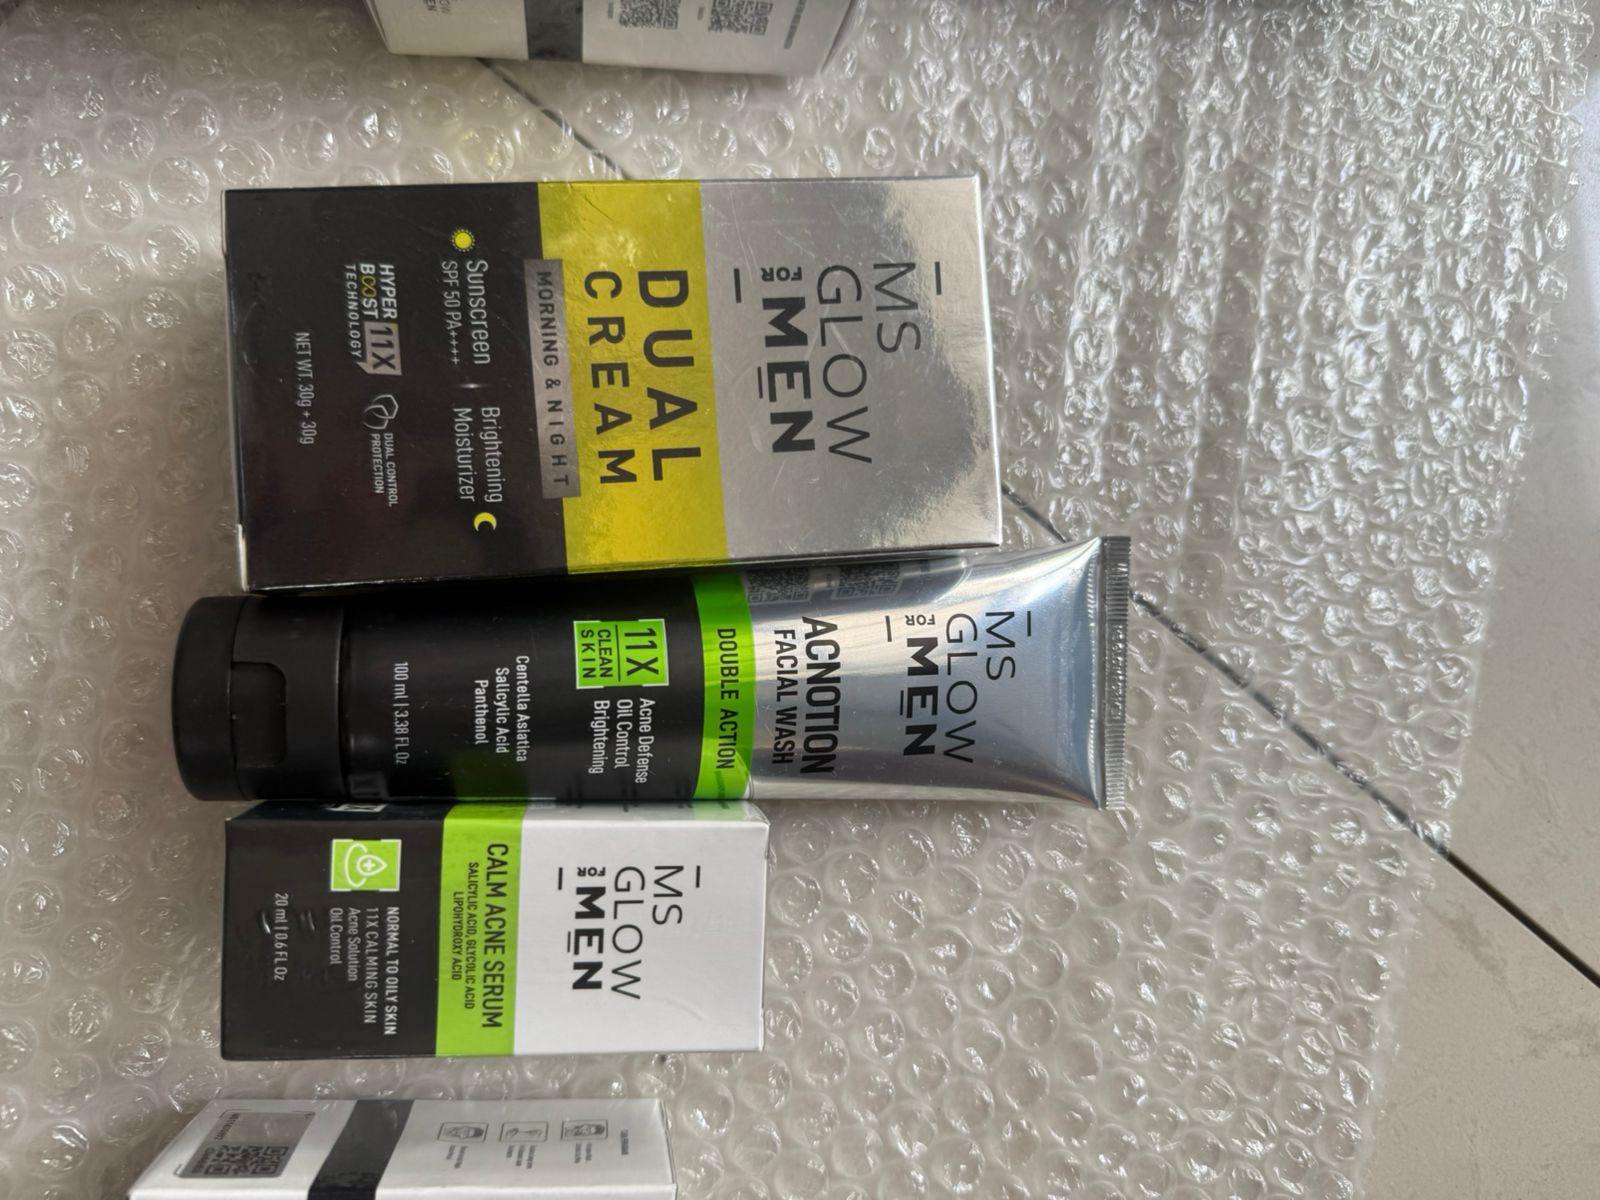 MS
GLOW
FOR
MEN
DUAL
CREAM
MORNING & NIGHT
Sunscreen
SPF 50 PA++++
Brightening
Moisturizer
HYPER
BOOST 11X
TECHNOLOGY
DUAL CONTROL
PROTECTION
NET WT. 30g + 30g
MS
GLOW
FOR
MEN
ACNOTION
FACIAL WASH
DOUBLE ACTION
11X
CLEAN
SKIN
Acne Defense
Oil Control
Brightening
Centella Asiatica
Salicylic Acid
Panthenol
100 ml | 3.38 FL Oz
MS
GLOW
FOR
MEN
CALM ACNE SERUM
SALICYLIC ACID, GLYCOLIC ACID
LIPOHYDROXY ACID
NORMAL TO OILY SKIN
11X CALMING SKIN
Acne Solution
Oil Control
20 ml | 0.6 FL Oz